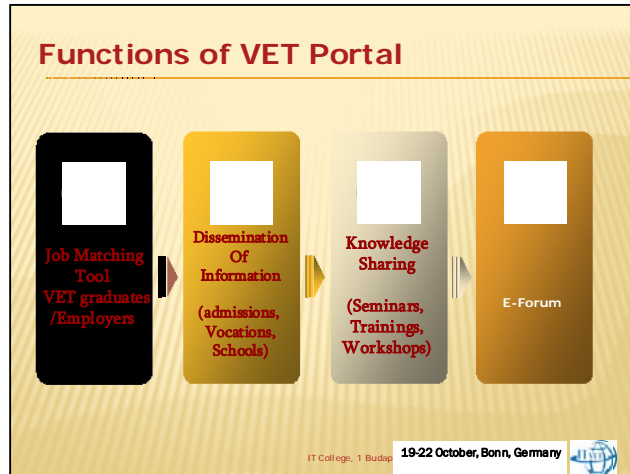 Functions of VET Portal
Job Matching
Tool
VET graduates
/Employers
Dissemination
Of
Information
(admissions,
Vocations,
Schools)
Knowledge
Sharing
(Seminars,
Trainings,
Workshops)
E-Forum
IT College, 1 Budap
19-22 October, Bonn, Germany